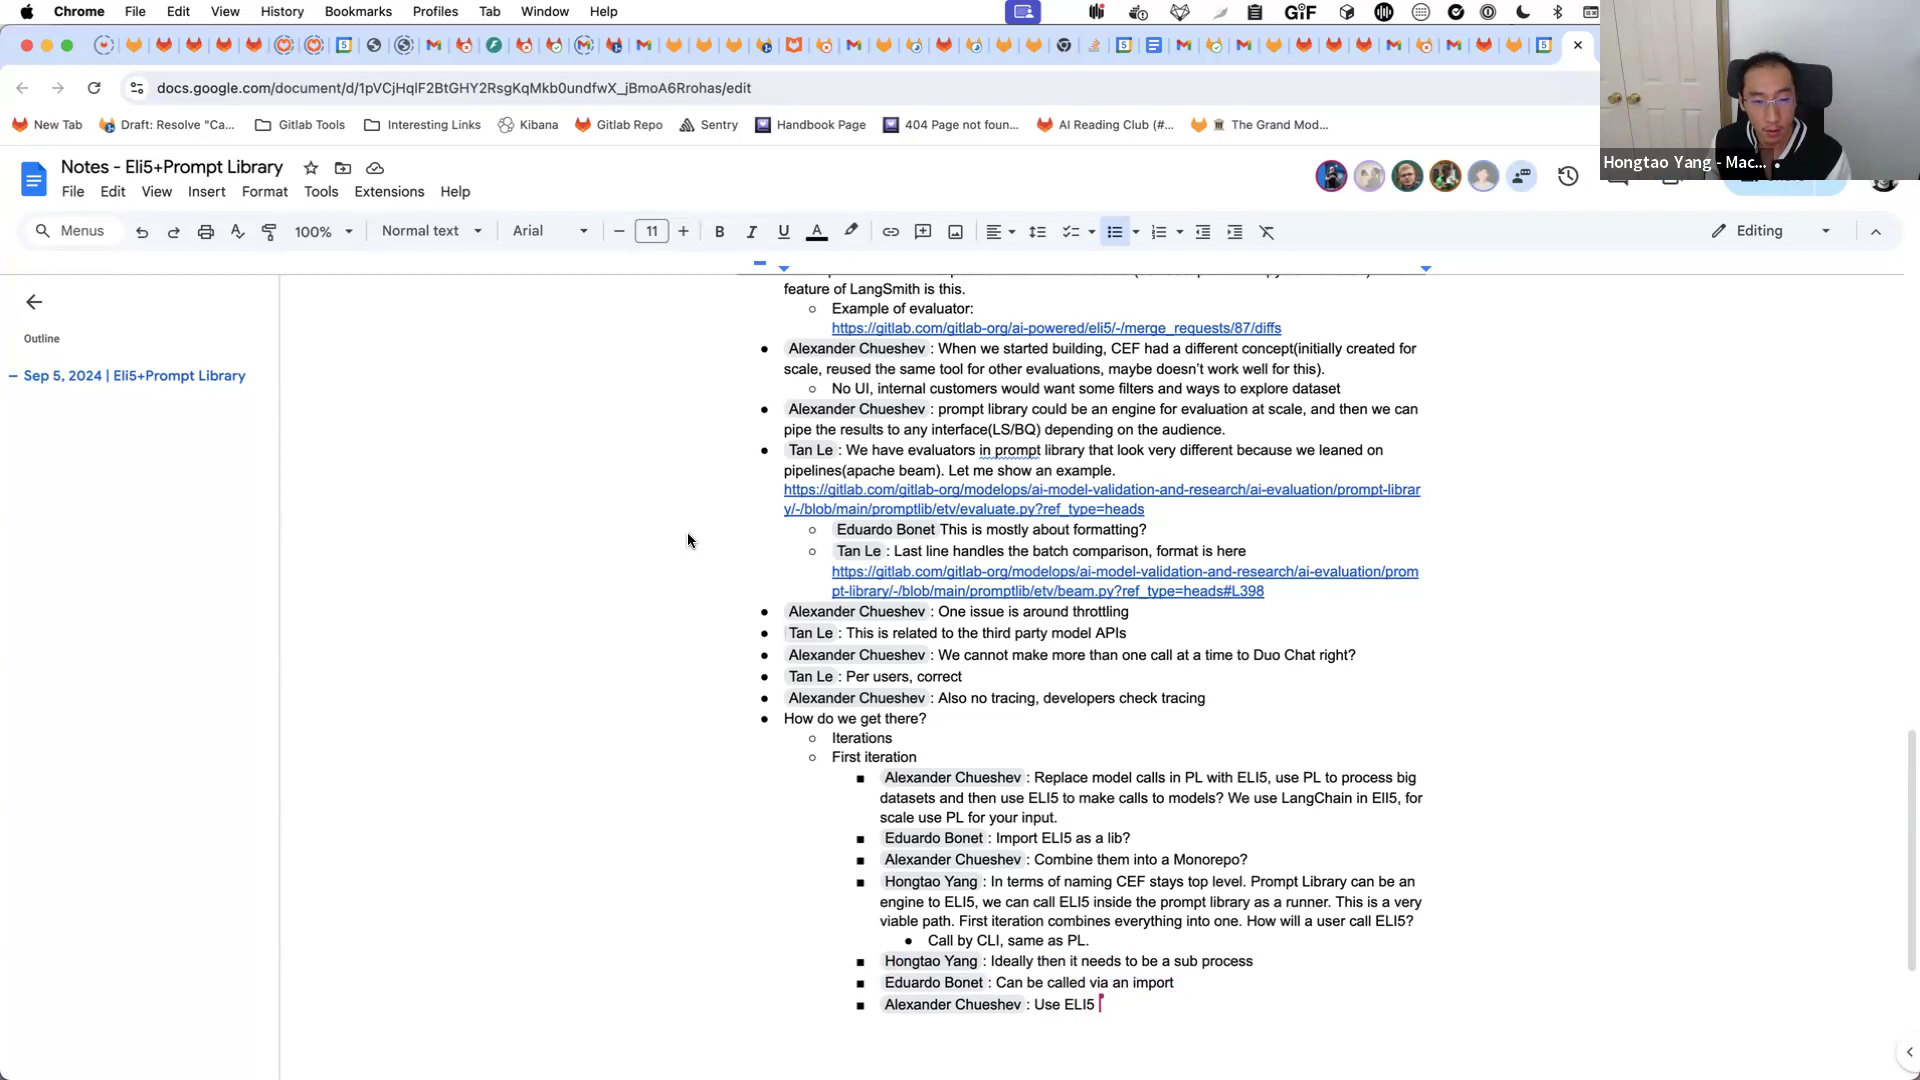 Chrome File Edit View History Bookmarks Profiles Tab Window Help
GiF
docs.google.com/document/d/1pVCjHqlF2BtGHY2RsgKqMkb0undfwX_jBmoA6Rrohas/edit
New Tab Draft: Resolve "Ca... Gitlab Tools Interesting Links Kibana Gitlab Repo Sentry Handbook Page 404 Page not foun... AI Reading Club (#... The Grand Mod...
Hongtao Yang - Mac...
Notes - Eli5+Prompt Library
File Edit View Insert Format Tools Extensions Help
Menus 100% Normal text Arial 11 Editing
Outline
Sep 5, 2024 | Eli5+Prompt Library
feature of LangSmith is this.
Example of evaluator:
https://gitlab.com/gitlab-org/ai-powered/eli5/-/merge_requests/87/diffs
Alexander Chueshev : When we started building, CEF had a different concept(initially created for
scale, reused the same tool for other evaluations, maybe doesn't work well for this).
No UI, internal customers would want some filters and ways to explore dataset
Alexander Chueshev : prompt library could be an engine for evaluation at scale, and then we can
pipe the results to any interface(LS/BQ) depending on the audience.
Tan Le : We have evaluators in prompt library that look very different because we leaned on
pipelines(apache beam). Let me show an example.
https://gitlab.com/gitlab-org/modelops/ai-model-validation-and-research/ai-evaluation/prompt-librar
y/-/blob/main/promptlib/etv/evaluate.py?ref_type=heads
Eduardo Bonet This is mostly about formatting?
Tan Le : Last line handles the batch comparison, format is here
https://gitlab.com/gitlab-org/modelops/ai-model-validation-and-research/ai-evaluation/prom
pt-library/-/blob/main/promptlib/etv/beam.py?ref_type=heads#L398
Alexander Chueshev : One issue is around throttling
Tan Le : This is related to the third party model APIs
Alexander Chueshev : We cannot make more than one call at a time to Duo Chat right?
Tan Le : Per users, correct
Alexander Chueshev : Also no tracing, developers check tracing
How do we get there?
Iterations
First iteration
Alexander Chueshev : Replace model calls in PL with ELI5, use PL to process big
datasets and then use ELI5 to make calls to models? We use LangChain in ElI5, for
scale use PL for your input.
Eduardo Bonet : Import ELI5 as a lib?
Alexander Chueshev : Combine them into a Monorepo?
Hongtao Yang : In terms of naming CEF stays top level. Prompt Library can be an
engine to ELI5, we can call ELI5 inside the prompt library as a runner. This is a very
viable path. First iteration combines everything into one. How will a user call ELI5?
Call by CLI, same as PL.
Hongtao Yang : Ideally then it needs to be a sub process
Eduardo Bonet : Can be called via an import
Alexander Chueshev : Use ELI5